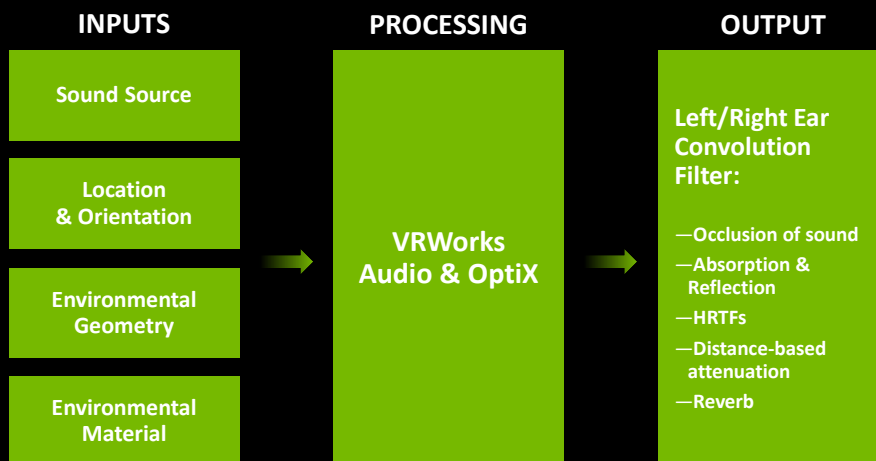 INPUTS
Sound Source
Location
& Orientation
Environmental
Geometry
Environmental
Material
PROCESSING
VRWorks
Audio & OptiX
OUTPUT
Left/Right Ear
Convolution
Filter:
—Occlusion of sound
—Absorption &
Reflection
—HRTFs
—Distance-based
attenuation
—Reverb